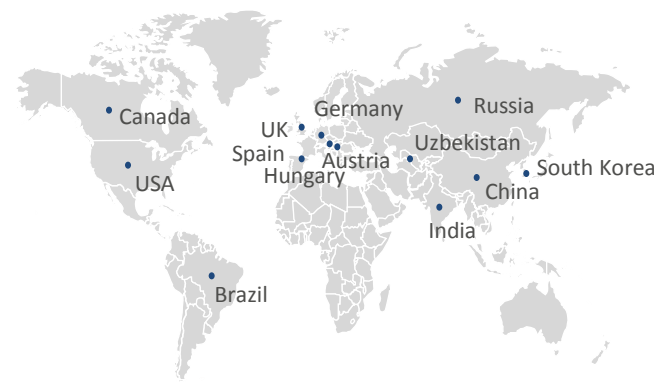 Canada
USA
Brazil
UK
Germany
Spain
Austria
Hungary
Russia
Uzbekistan
South Korea
China
India